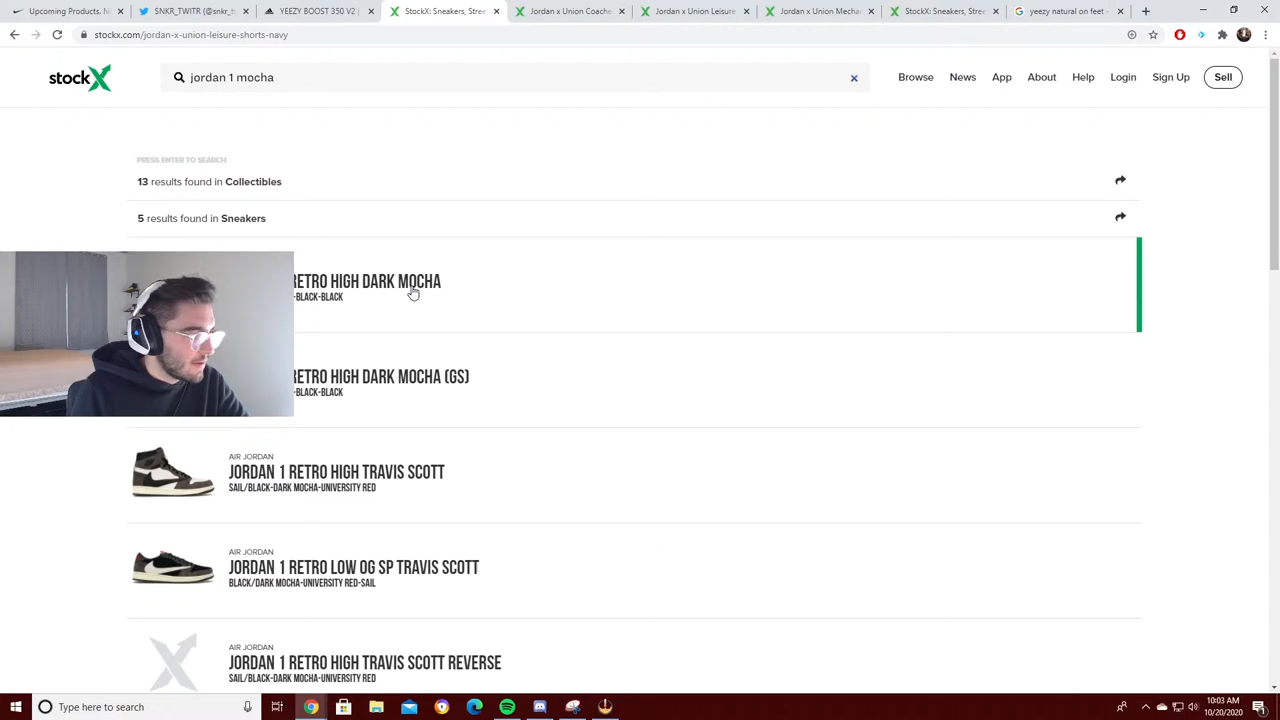 Upcoming Products. N
SNKR_TWITR (@snkr_t
YEEZY BOOST 350 V2
StockX: Sneakers, Stree
Jordan x Union Coache
Jordan x Union Leisure
Jordan x Union Mecha
StockX: Sneakers, Stree
yeezy natural on feet -
stockx.com/jordan-x-union-leisure-shorts-navy
stockX
jordan 1 mocha
Browse News App About Help Login Sign Up Sell
PRESS ENTER TO SEARCH
13 results found in Collectibles
5 results found in Sneakers
RETRO HIGH DARK MOCHA
-BLACK-BLACK
RETRO HIGH DARK MOCHA (GS)
-BLACK-BLACK
AIR JORDAN
JORDAN 1 RETRO HIGH TRAVIS SCOTT
SAIL/BLACK-DARK MOCHA-UNIVERSITY RED
AIR JORDAN
JORDAN 1 RETRO LOW OG SP TRAVIS SCOTT
BLACK/DARK MOCHA-UNIVERSITY RED-SAIL
AIR JORDAN
JORDAN 1 RETRO HIGH TRAVIS SCOTT REVERSE
SAIL/BLACK-DARK MOCHA-UNIVERSITY RED
Type here to search
10:03 AM
10/20/2020